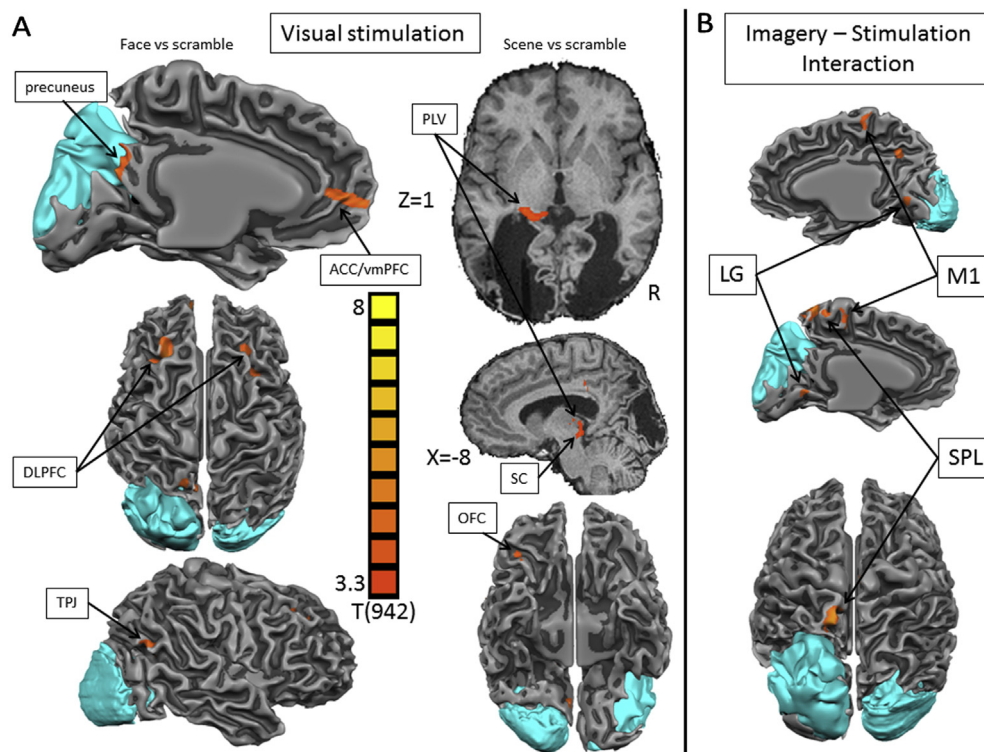 A
Visual stimulation
Face vs scramble
Scene vs scramble
precuneus
ACC/vmPFC
DLPFC
TPJ
8
3.3
T(942)
PLV
Z=1
R
X=-8
SC
OFC
B
Imagery – Stimulation
Interaction
LG
M1
SPL